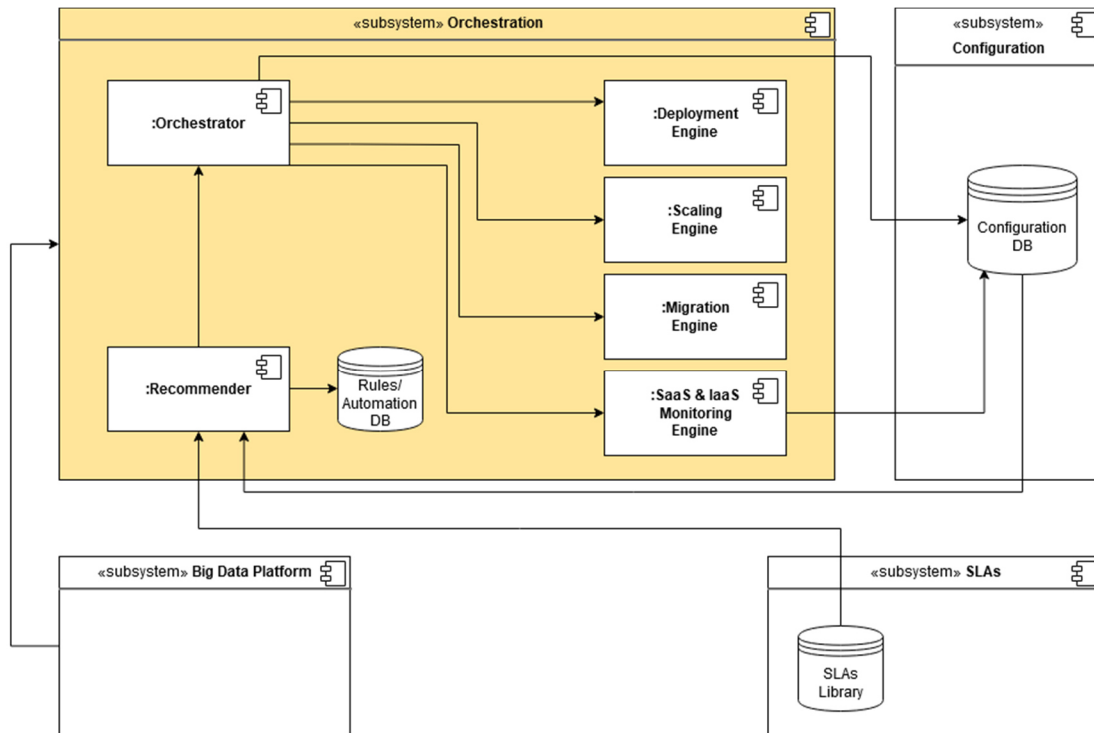 «subsystem» Orchestration
«subsystem»
Configuration
:Orchestrator
:Deployment
Engine
:Scaling
Engine
Configuration
DB
:Migration
Engine
:Recommender
Rules/
Automation
DB
:SaaS & IaaS
Monitoring
Engine
«subsystem» Big Data Platform
«subsystem» SLAs
SLAs
Library